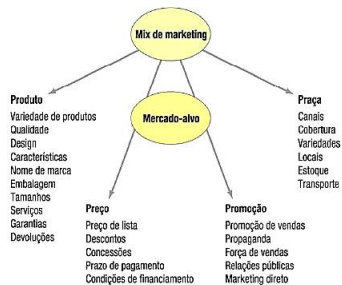 Mix de marketing
Mercado-alvo
Produto
Variedade de produtos
Qualidade
Design
Características
Nome de marca
Embalagem
Tamanhos
Serviços
Garantias
Devoluções
Preço
Preço de lista
Descontos
Concessões
Prazo de pagamento
Condições de financiamento
Promoção
Promoção de vendas
Propaganda
Força de vendas
Relações públicas
Marketing direto
Praça
Canais
Cobertura
Variedades
Locais
Estoque
Transporte